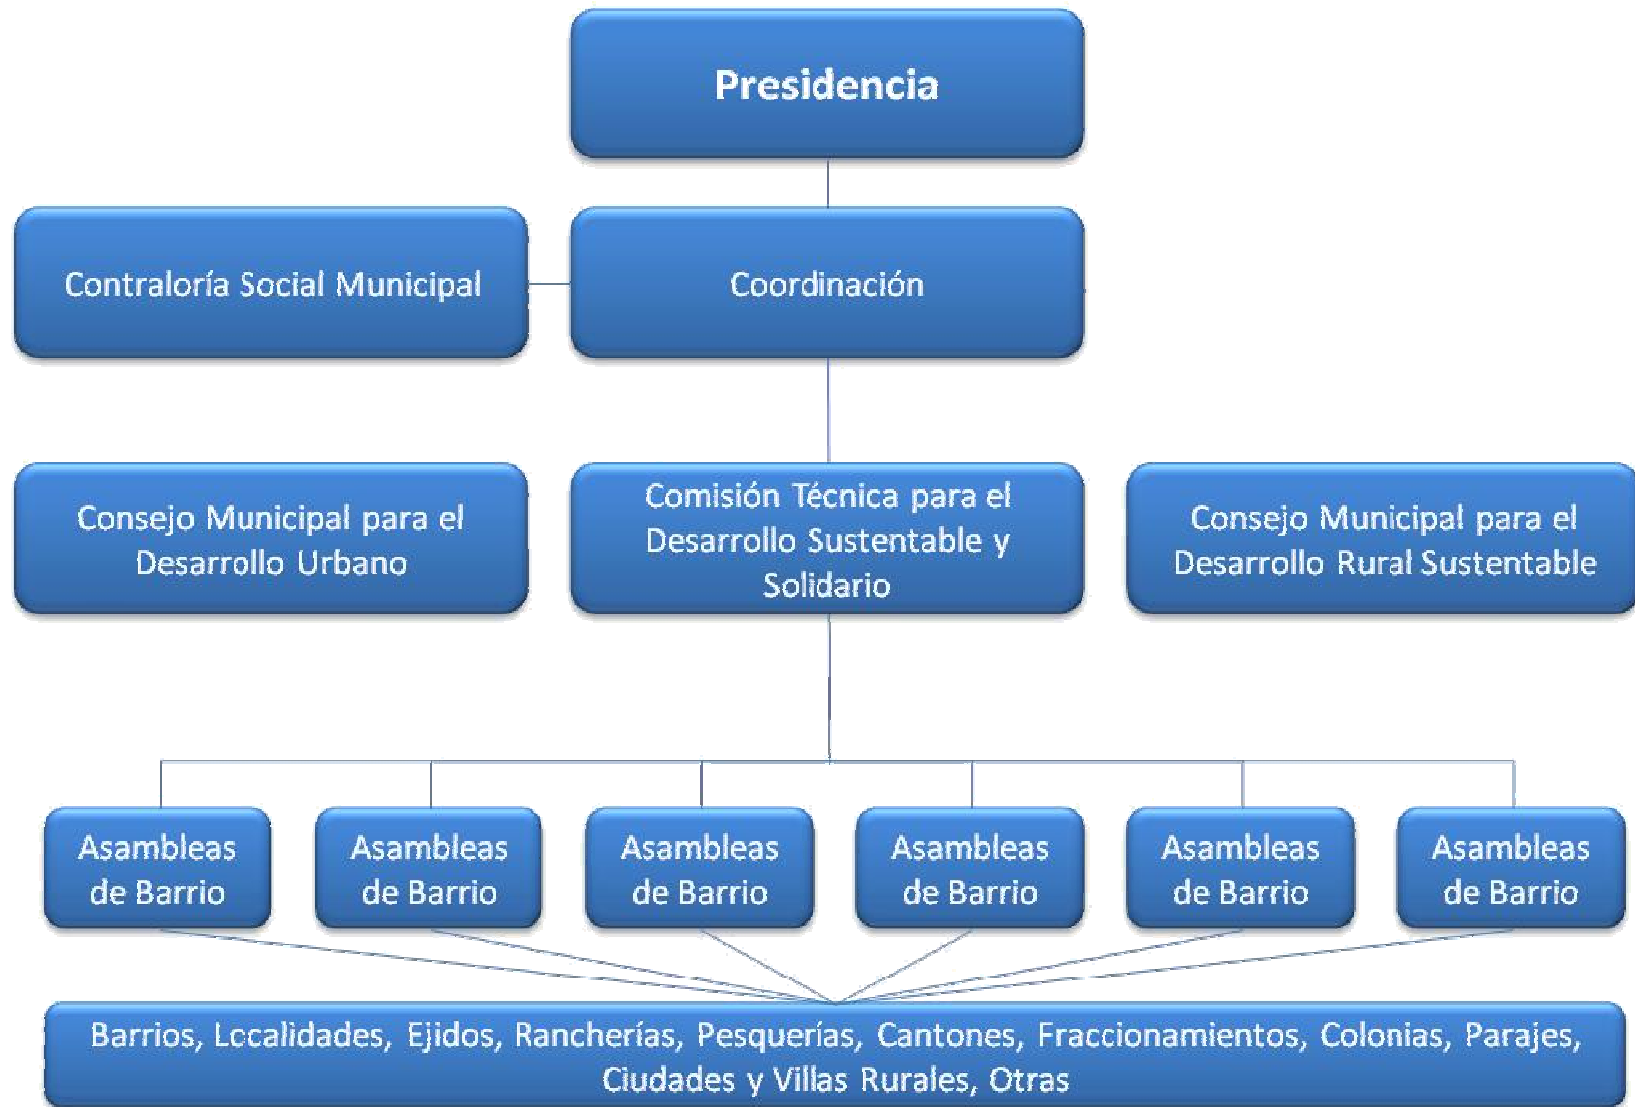 Presidencia
Contraloría Social Municipal
Coordinación
Consejo Municipal para el
Desarrollo Urbano
Comisión Técnica para el
Desarrollo Sustentable y
Solidario
Consejo Municipal para el
Desarrollo Rural Sustentable
Asambleas
de Barrio
Asambleas
de Barrio
Asambleas
de Barrio
Asambleas
de Barrio
Asambleas
de Barrio
Asambleas
de Barrio
Barrios, Localidades, Ejidos, Rancherías, Pesquerías, Cantones, Fraccionamientos, Colonias, Parajes,
Ciudades y Villas Rurales, Otras